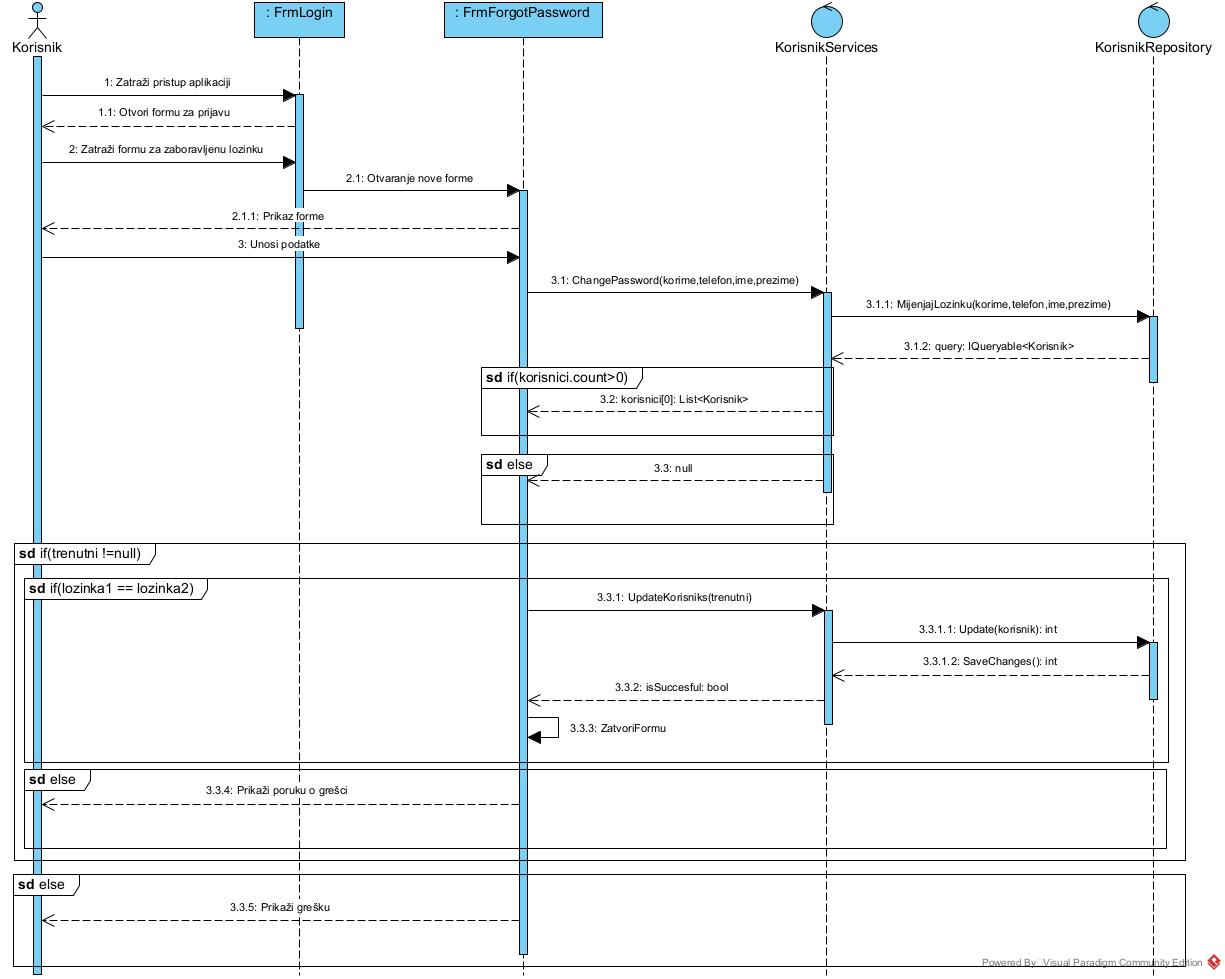 : FrmLogin
: FrmForgotPassword
Korisnik
KorisnikServices
KorisnikRepository
1: Zatraži pristup aplikaciji
1.1: Otvori formu za prijavu
2: Zatraži formu za zaboravljenu lozinku
2.1: Otvaranje nove forme
2.1.1: Prikaz forme
3: Unosi podatke
3.1: ChangePassword(korime,telefon,ime,prezime)
3.1.1: MijenjajLozinku(korime,telefon,ime,prezime)
3.1.2: query: IQueryable<Korisnik>
sd if(korisnici.count>0)
3.2: korisnici[0]: List<Korisnik>
sd else
3.3: null
sd if(trenutni !=null)
sd if(lozinka1 == lozinka2)
3.3.1: UpdateKorisniks(trenutni)
3.3.1.1: Update(korisnik): int
3.3.1.2: SaveChanges(): int
3.3.2: isSuccesful: bool
3.3.3: ZatvoriFormu
sd else
3.3.4: Prikaži poruku o grešci
sd else
3.3.5: Prikaži grešku
Powered By Visual Paradigm Community Edition